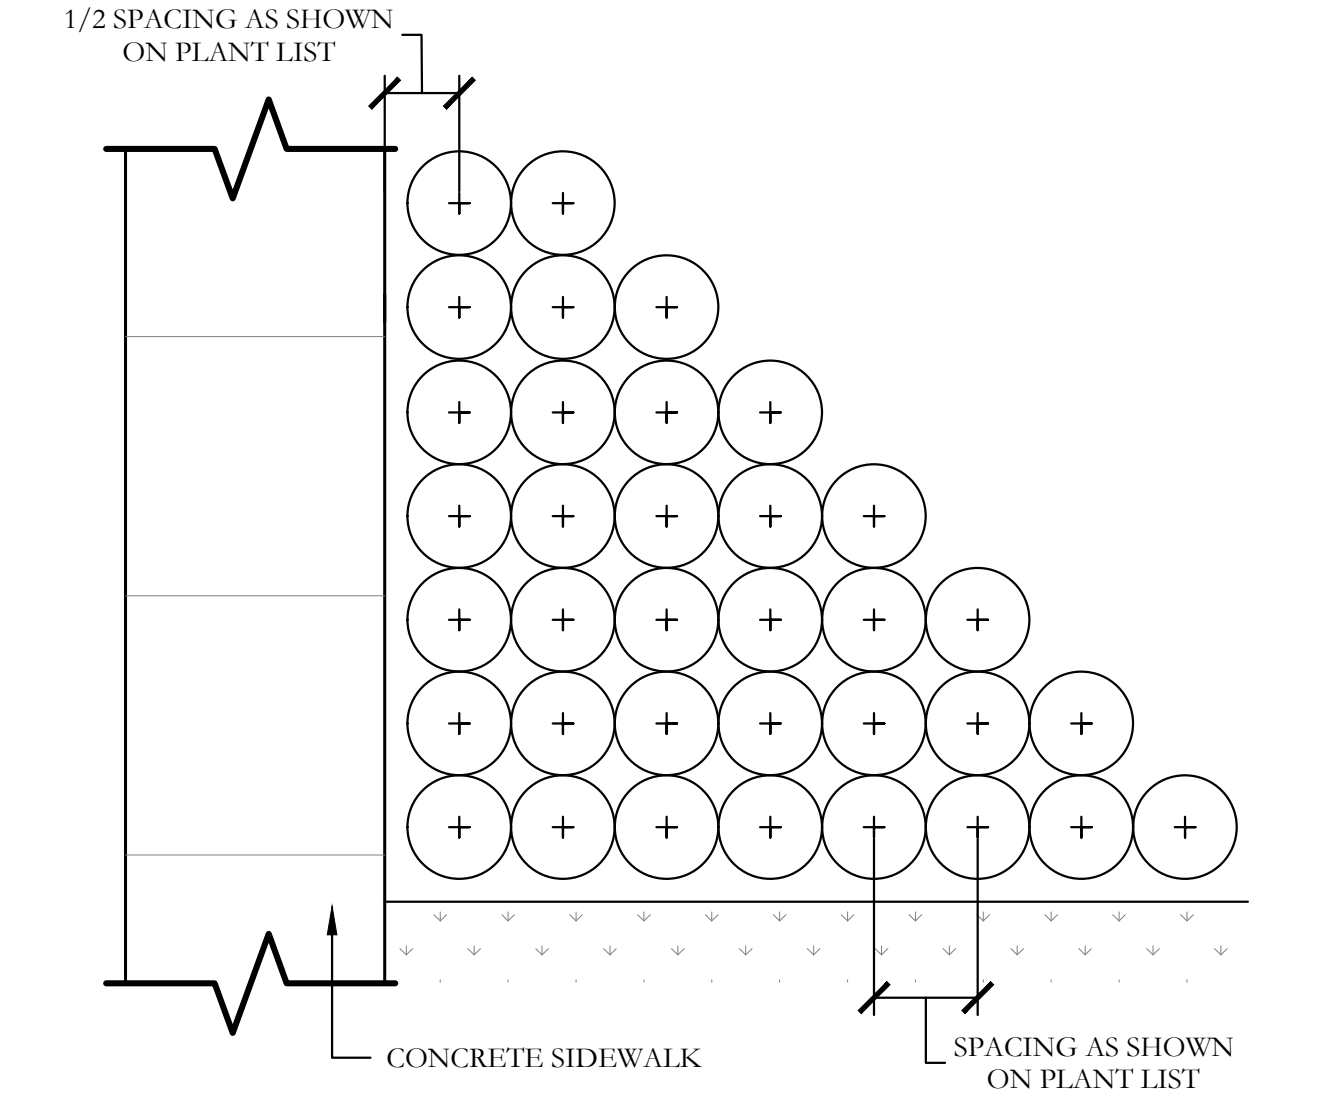 1/2 SPACING AS SHOWN
ON PLANT LIST
CONCRETE SIDEWALK
SPACING AS SHOWN
ON PLANT LIST